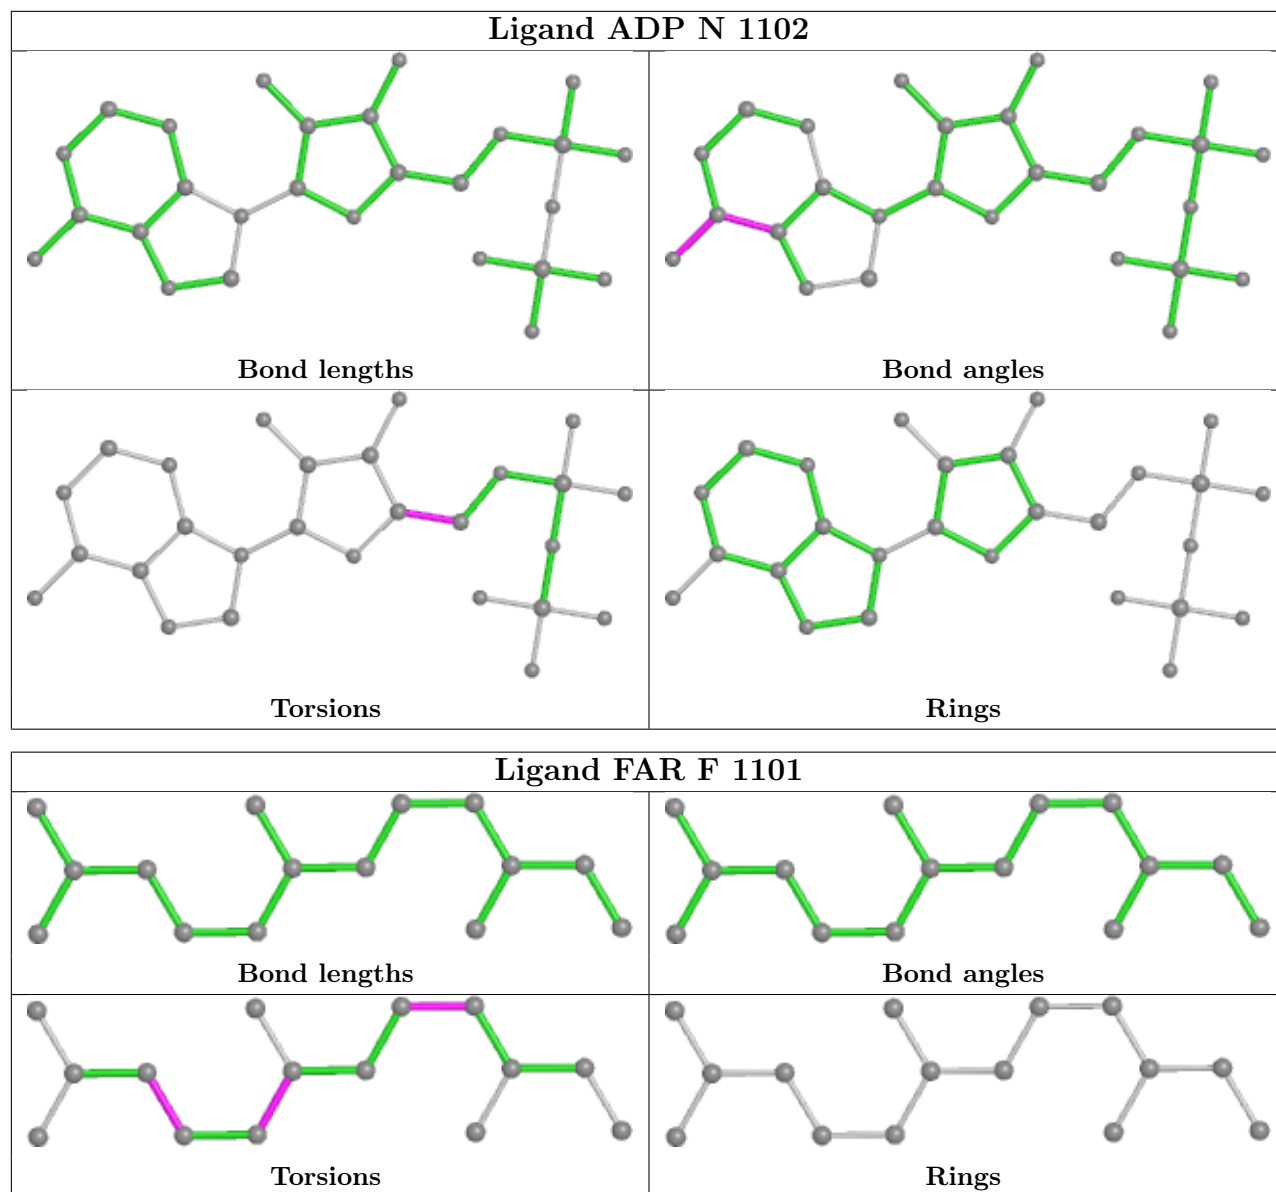 Ligand ADP N 1102
Bond lengths
Bond angles
Torsions
Rings
Ligand FAR F 1101
Bond lengths
Bond angles
Torsions
Rings